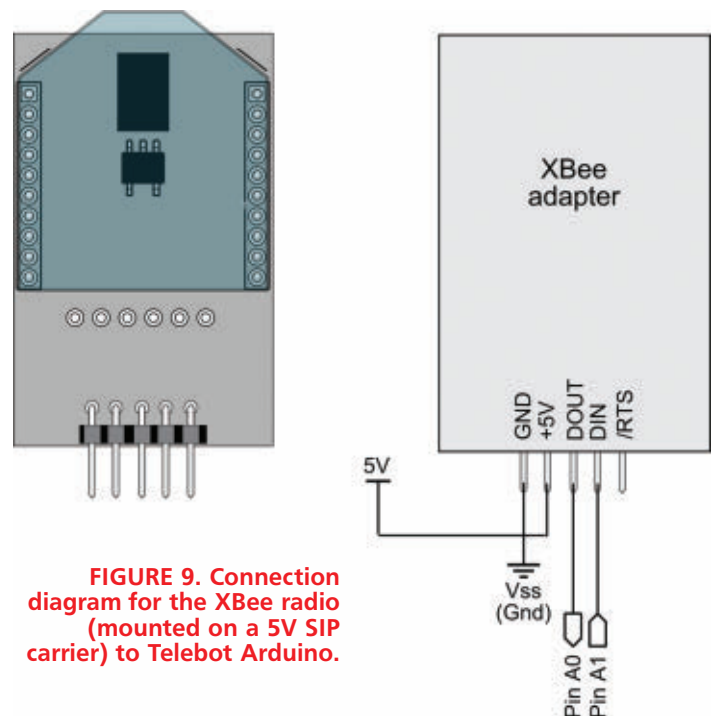 XBee
adapter
GND
+5V
DOUT
DIN
/RTS
5V
Vss
(Gnd)
Pin A0
Pin A1
FIGURE 9. Connection
diagram for the XBee radio
(mounted on a 5V SIP
carrier) to Telebot Arduino.